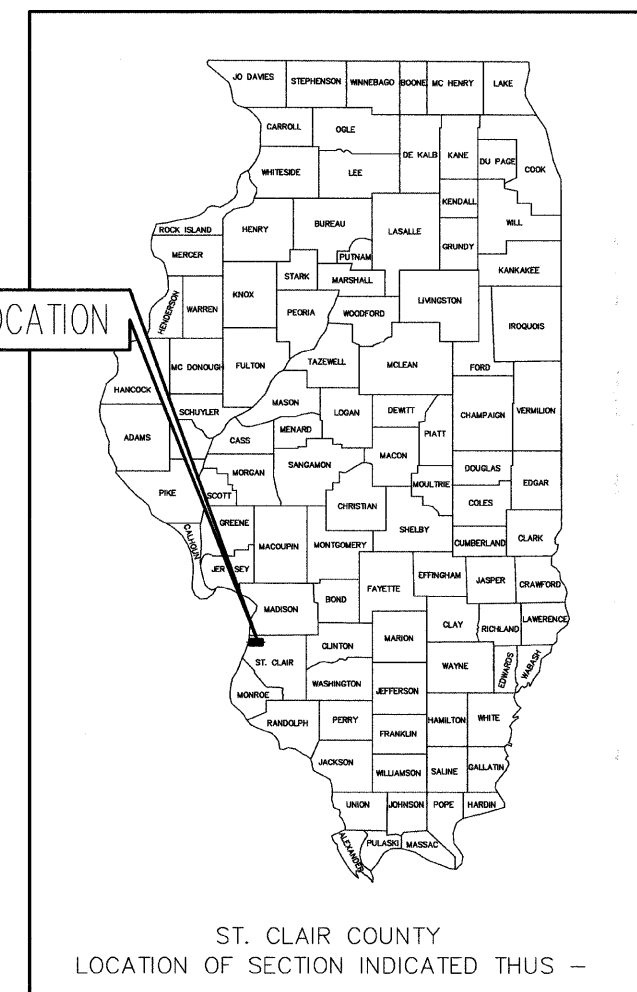 JO DAVIES STEPHENSON WINNEBAGO BOONE MC HENRY LAKE
CARROLL OGLE
DE KALB KANE DU PAGE COOK
WHITESIDE LEE
KENDALL
WILL
ROCK ISLAND HENRY BUREAU LASALLE GRUNDY
MERCER PUTNAM
KANKAKEE
STARK MARSHALL
HENDERSON WARREN KNOX PEORIA WOODFORD LIVINGSTON
IROQUOIS
OCATION
HANCOCK MC DONOUGH FULTON TAZEWELL MCLEAN FORD
SCHUYLER MASON LOGAN DEWITT CHAMPAIGN VERMILION
ADAMS CASS MENARD PIATT
MACON
MORGAN SANGAMON DOUGLAS EDGAR
PIKE SCOTT MOULTRIE
CHRISTIAN COLES
CALHOUN GREENE SHELBY
MACOUPIN MONTGOMERY CUMBERLAND CLARK
JERSEY EFFINGHAM JASPER CRAWFORD
FAYETTE
MADISON BOND
CLAY RICHLAND LAWERENCE
MARION
CLINTON
ST. CLAIR WAYNE EDWARDS WABASH
WASHINGTON
MONROE JEFFERSON
RANDOLPH PERRY HAMILTON WHITE
FRANKLIN
JACKSON
WILLIAMSON SALINE GALLATIN
UNION JOHNSON POPE HARDIN
ALEXANDER PULASKI MASSAC
ST. CLAIR COUNTY
LOCATION OF SECTION INDICATED THUS –